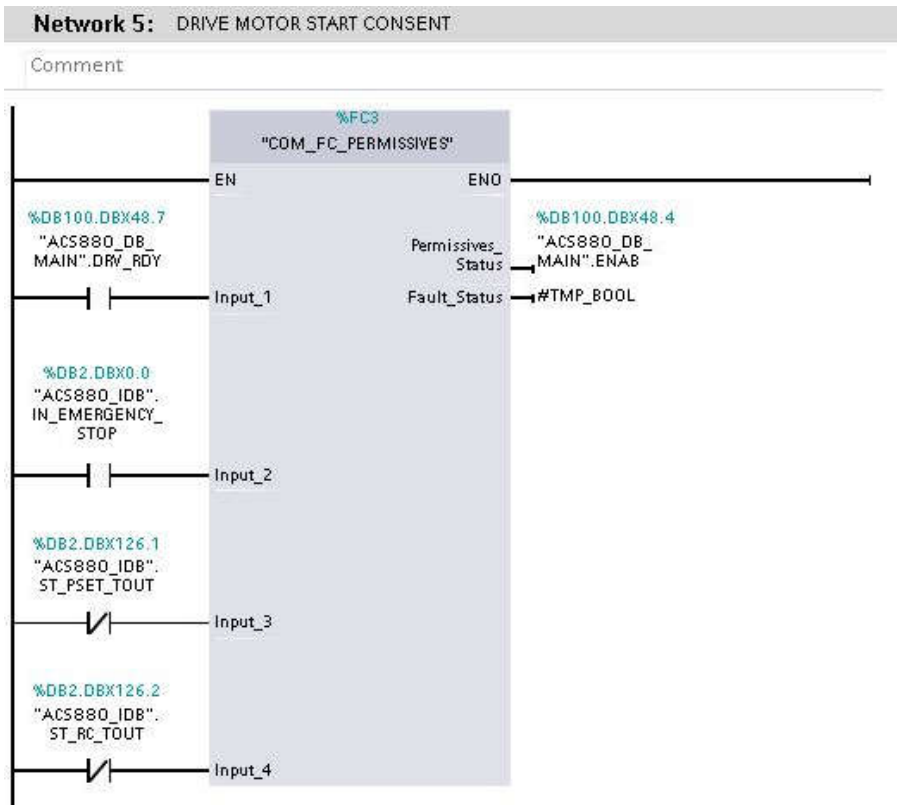 Network 5: DRIVE MOTOR START CONSENT
Comment
%FC3
"COM_FC_PERMISSIVES"
EN
ENO
%DB100.DBX48.7
"ACS880_DB_
MAIN".DRV_RDY
Input_1
Permissives_
Status
%DB100.DBX48.4
"ACS880_DB_
MAIN".ENAB
Fault_Status
#TMP_BOOL
%DB2.DBX0.0
"ACS880_IDB".
IN_EMERGENCY_
STOP
Input_2
%DB2.DBX126.1
"ACS880_IDB".
ST_PSET_TOUT
Input_3
%DB2.DBX126.2
"ACS880_IDB".
ST_RC_TOUT
Input_4